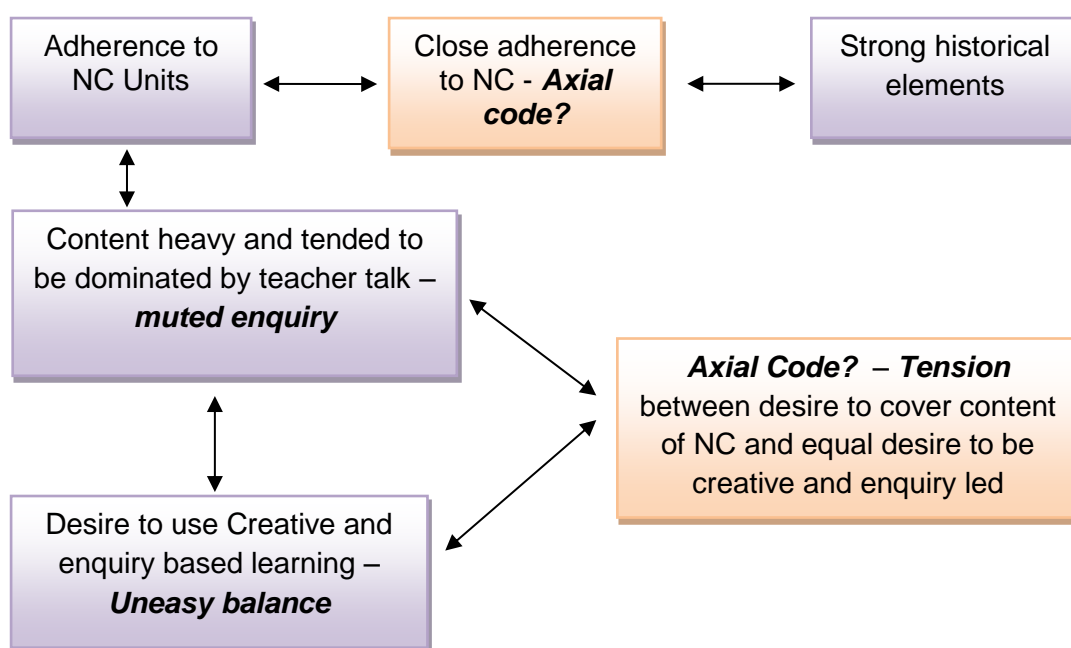 Adherence to
NC Units
Close adherence
to NC - Axial
code?
Strong historical
elements
Content heavy and tended to
be dominated by teacher talk –
muted enquiry
Axial Code? – Tension
between desire to cover content
of NC and equal desire to be
creative and enquiry led
Desire to use Creative and
enquiry based learning –
Uneasy balance